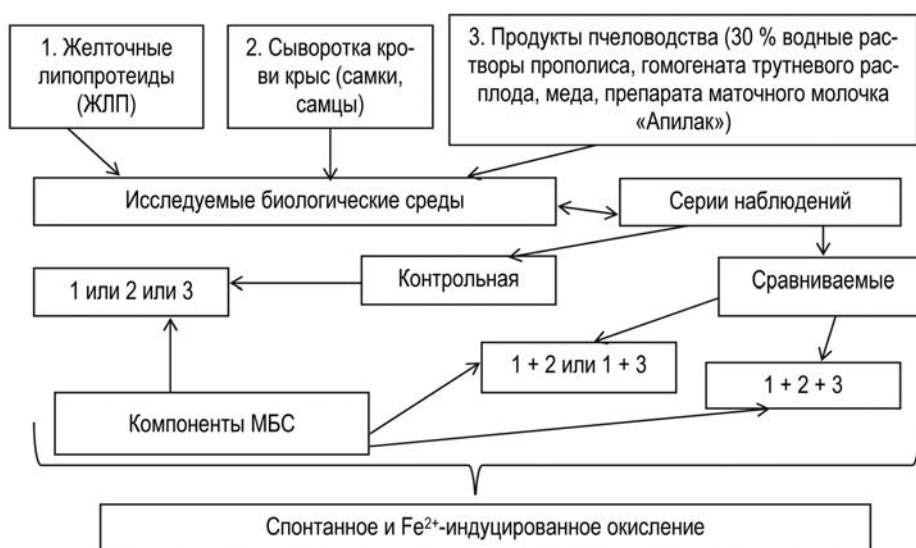 1. Желточные
липопротеиды
(ЖЛП)
2. Сыворотка кро-
ви крыс (самки,
самцы)
3. Продукты пчеловодства (30 % водные рас-
творы прополиса, гомогената трутневого рас-
плода, меда, препарата маточного молочка
«Апилак»)
Исследуемые биологические среды
Серии наблюдений
Контрольная
Сравниваемые
1 или 2 или 3
1 + 2 или 1 + 3
1 + 2 + 3
Компоненты МБС
Спонтанное и Fe²⁺-индуцированное окисление